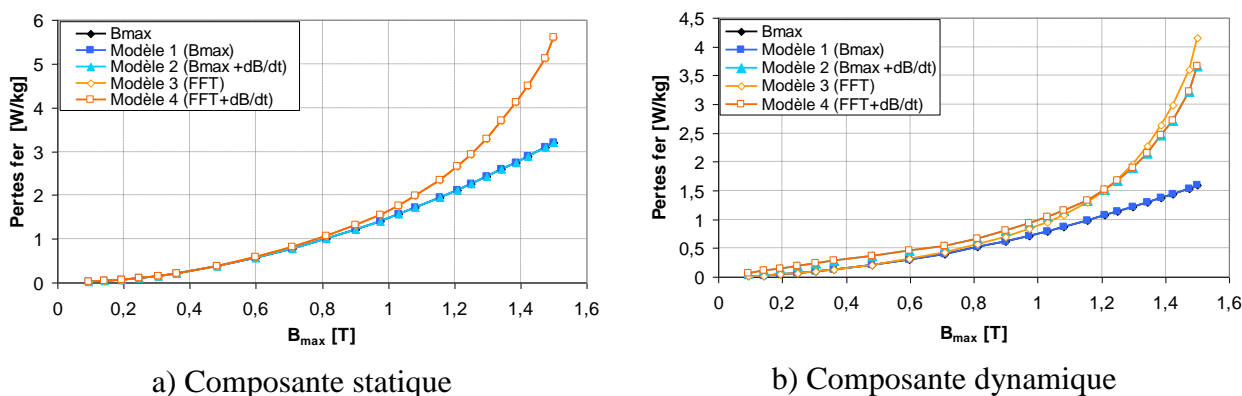 6
5
4
3
2
1
0
Pertes fer [W/kg]
Bmax
Modèle 1 (Bmax)
Modèle 2 (Bmax +dB/dt)
Modèle 3 (FFT)
Modèle 4 (FFT+dB/dt)
0 0,2 0,4 0,6 0,8 1 1,2 1,4 1,6
Bmax [T]
a) Composante statique
4,5
4
3,5
3
2,5
2
1,5
1
0,5
0
Pertes fer [W/kg]
Bmax
Modèle 1 (Bmax)
Modèle 2 (Bmax +dB/dt)
Modèle 3 (FFT)
Modèle 4 (FFT+dB/dt)
0 0,2 0,4 0,6 0,8 1 1,2 1,4 1,6
Bmax [T]
b) Composante dynamique